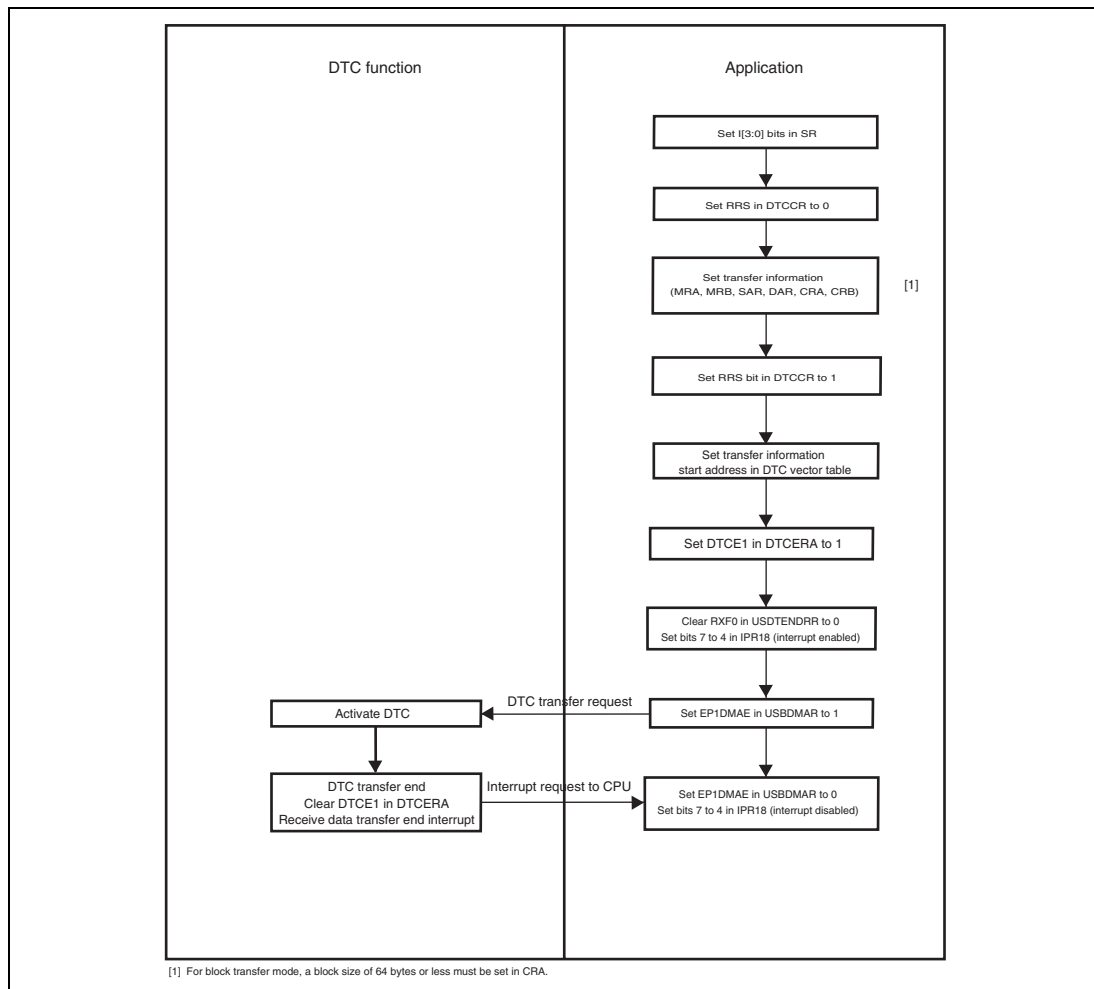 DTC function
Application
Set I[3:0] bits in SR
Set RRS in DTCCR to 0
Set transfer information
(MRA, MRB, SAR, DAR, CRA, CRB)
[1]
Set RRS bit in DTCCR to 1
Set transfer information
start address in DTC vector table
Set DTCE1 in DTCERA to 1
Clear RXF0 in USDTENDRR to 0
Set bits 7 to 4 in IPR18 (interrupt enabled)
DTC transfer request
Activate DTC
Set EP1DMAE in USBDMAR to 1
DTC transfer end
Clear DTCE1 in DTCERA
Receive data transfer end interrupt
Interrupt request to CPU
Set EP1DMAE in USBDMAR to 0
Set bits 7 to 4 in IPR18 (interrupt disabled)
[1] For block transfer mode, a block size of 64 bytes or less must be set in CRA.